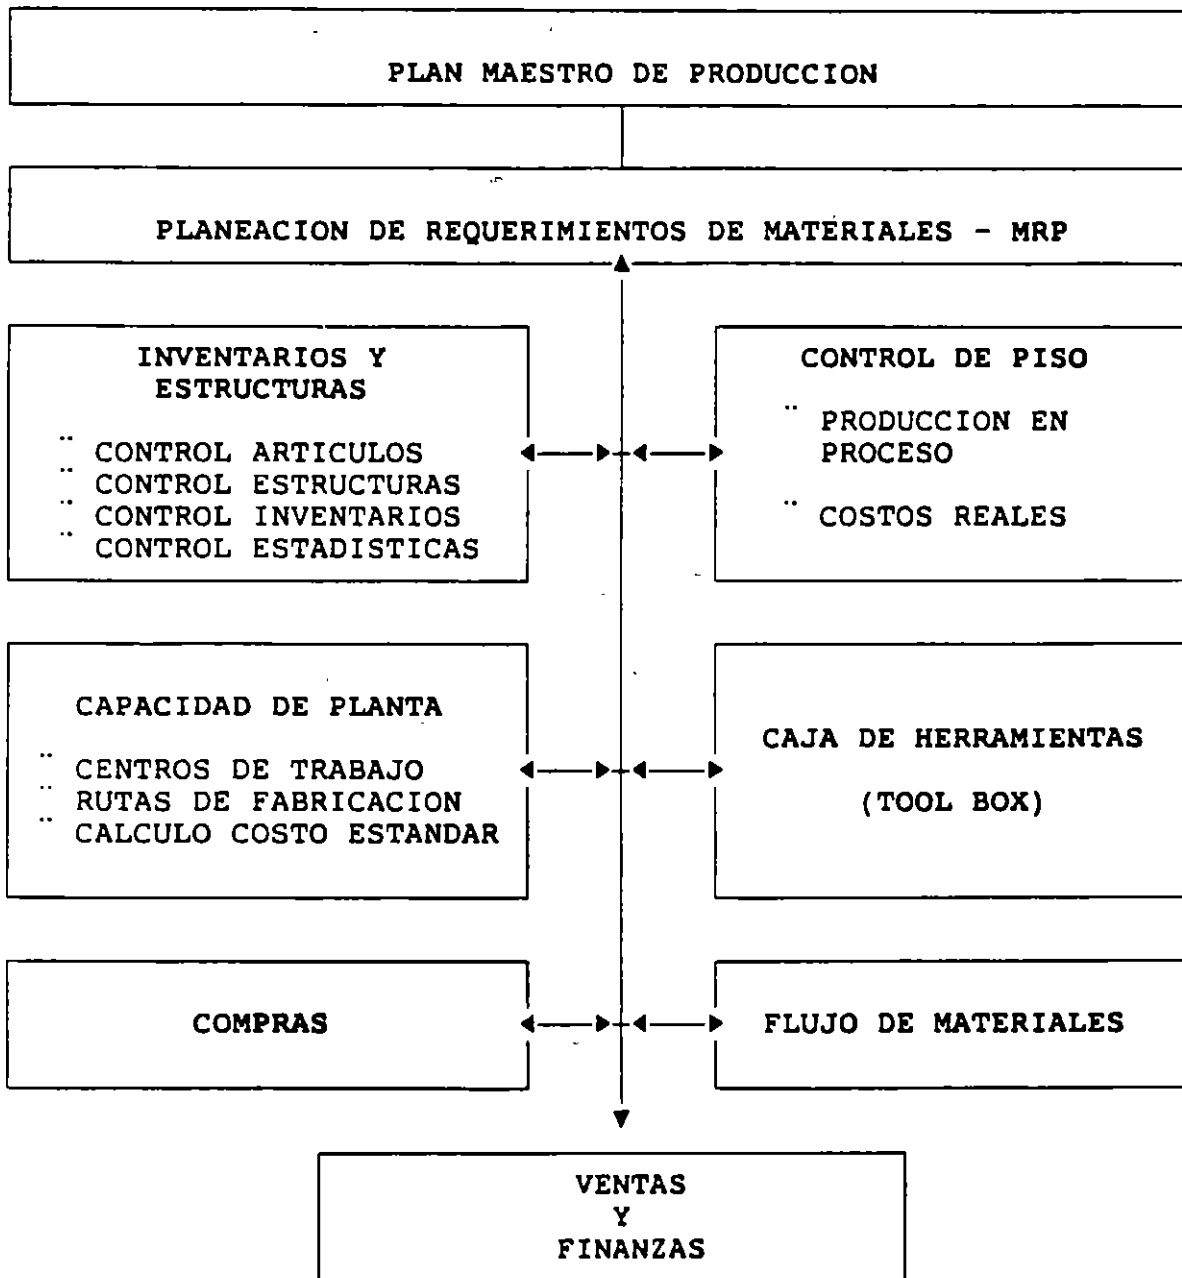 PLAN MAESTRO DE PRODUCCION
PLANEACION DE REQUERIMIENTOS DE MATERIALES - MRP
INVENTARIOS Y
ESTRUCTURAS
¨ CONTROL ARTICULOS
¨ CONTROL ESTRUCTURAS
¨ CONTROL INVENTARIOS
¨ CONTROL ESTADISTICAS
CONTROL DE PISO
¨ PRODUCCION EN
PROCESO
¨ COSTOS REALES
CAPACIDAD DE PLANTA
¨ CENTROS DE TRABAJO
¨ RUTAS DE FABRICACION
¨ CALCULO COSTO ESTANDAR
CAJA DE HERRAMIENTAS
(TOOL BOX)
COMPRAS
FLUJO DE MATERIALES
VENTAS
Y
FINANZAS